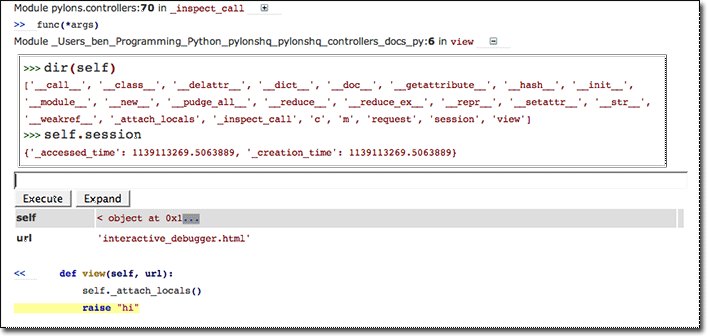 Module pylons.controllers:70 in _inspect_call
>> func(*args)
Module _Users_ben_Programming_Python_pylonshq_pylonshq_controllers_docs_py:6 in view
>>> dir(self)
['__call__', '__class__', '__delattr__', '__dict__', '__doc__', '__getattribute__', '__hash__', '__init__',
'__module__', '__new__', '__pudge_all__', '__reduce__', '__reduce_ex__', '__repr__', '__setattr__', '__str__',
'__weakref__', '_attach_locals', '_inspect_call', 'c', 'm', 'request', 'session', 'view']
>>> self.session
{'_accessed_time': 1139113269.5063889, '_creation_time': 1139113269.5063889}
Execute Expand
self < object at 0x1...
url 'interactive_debugger.html'
<< def view(self, url):
self._attach_locals()
raise "hi"